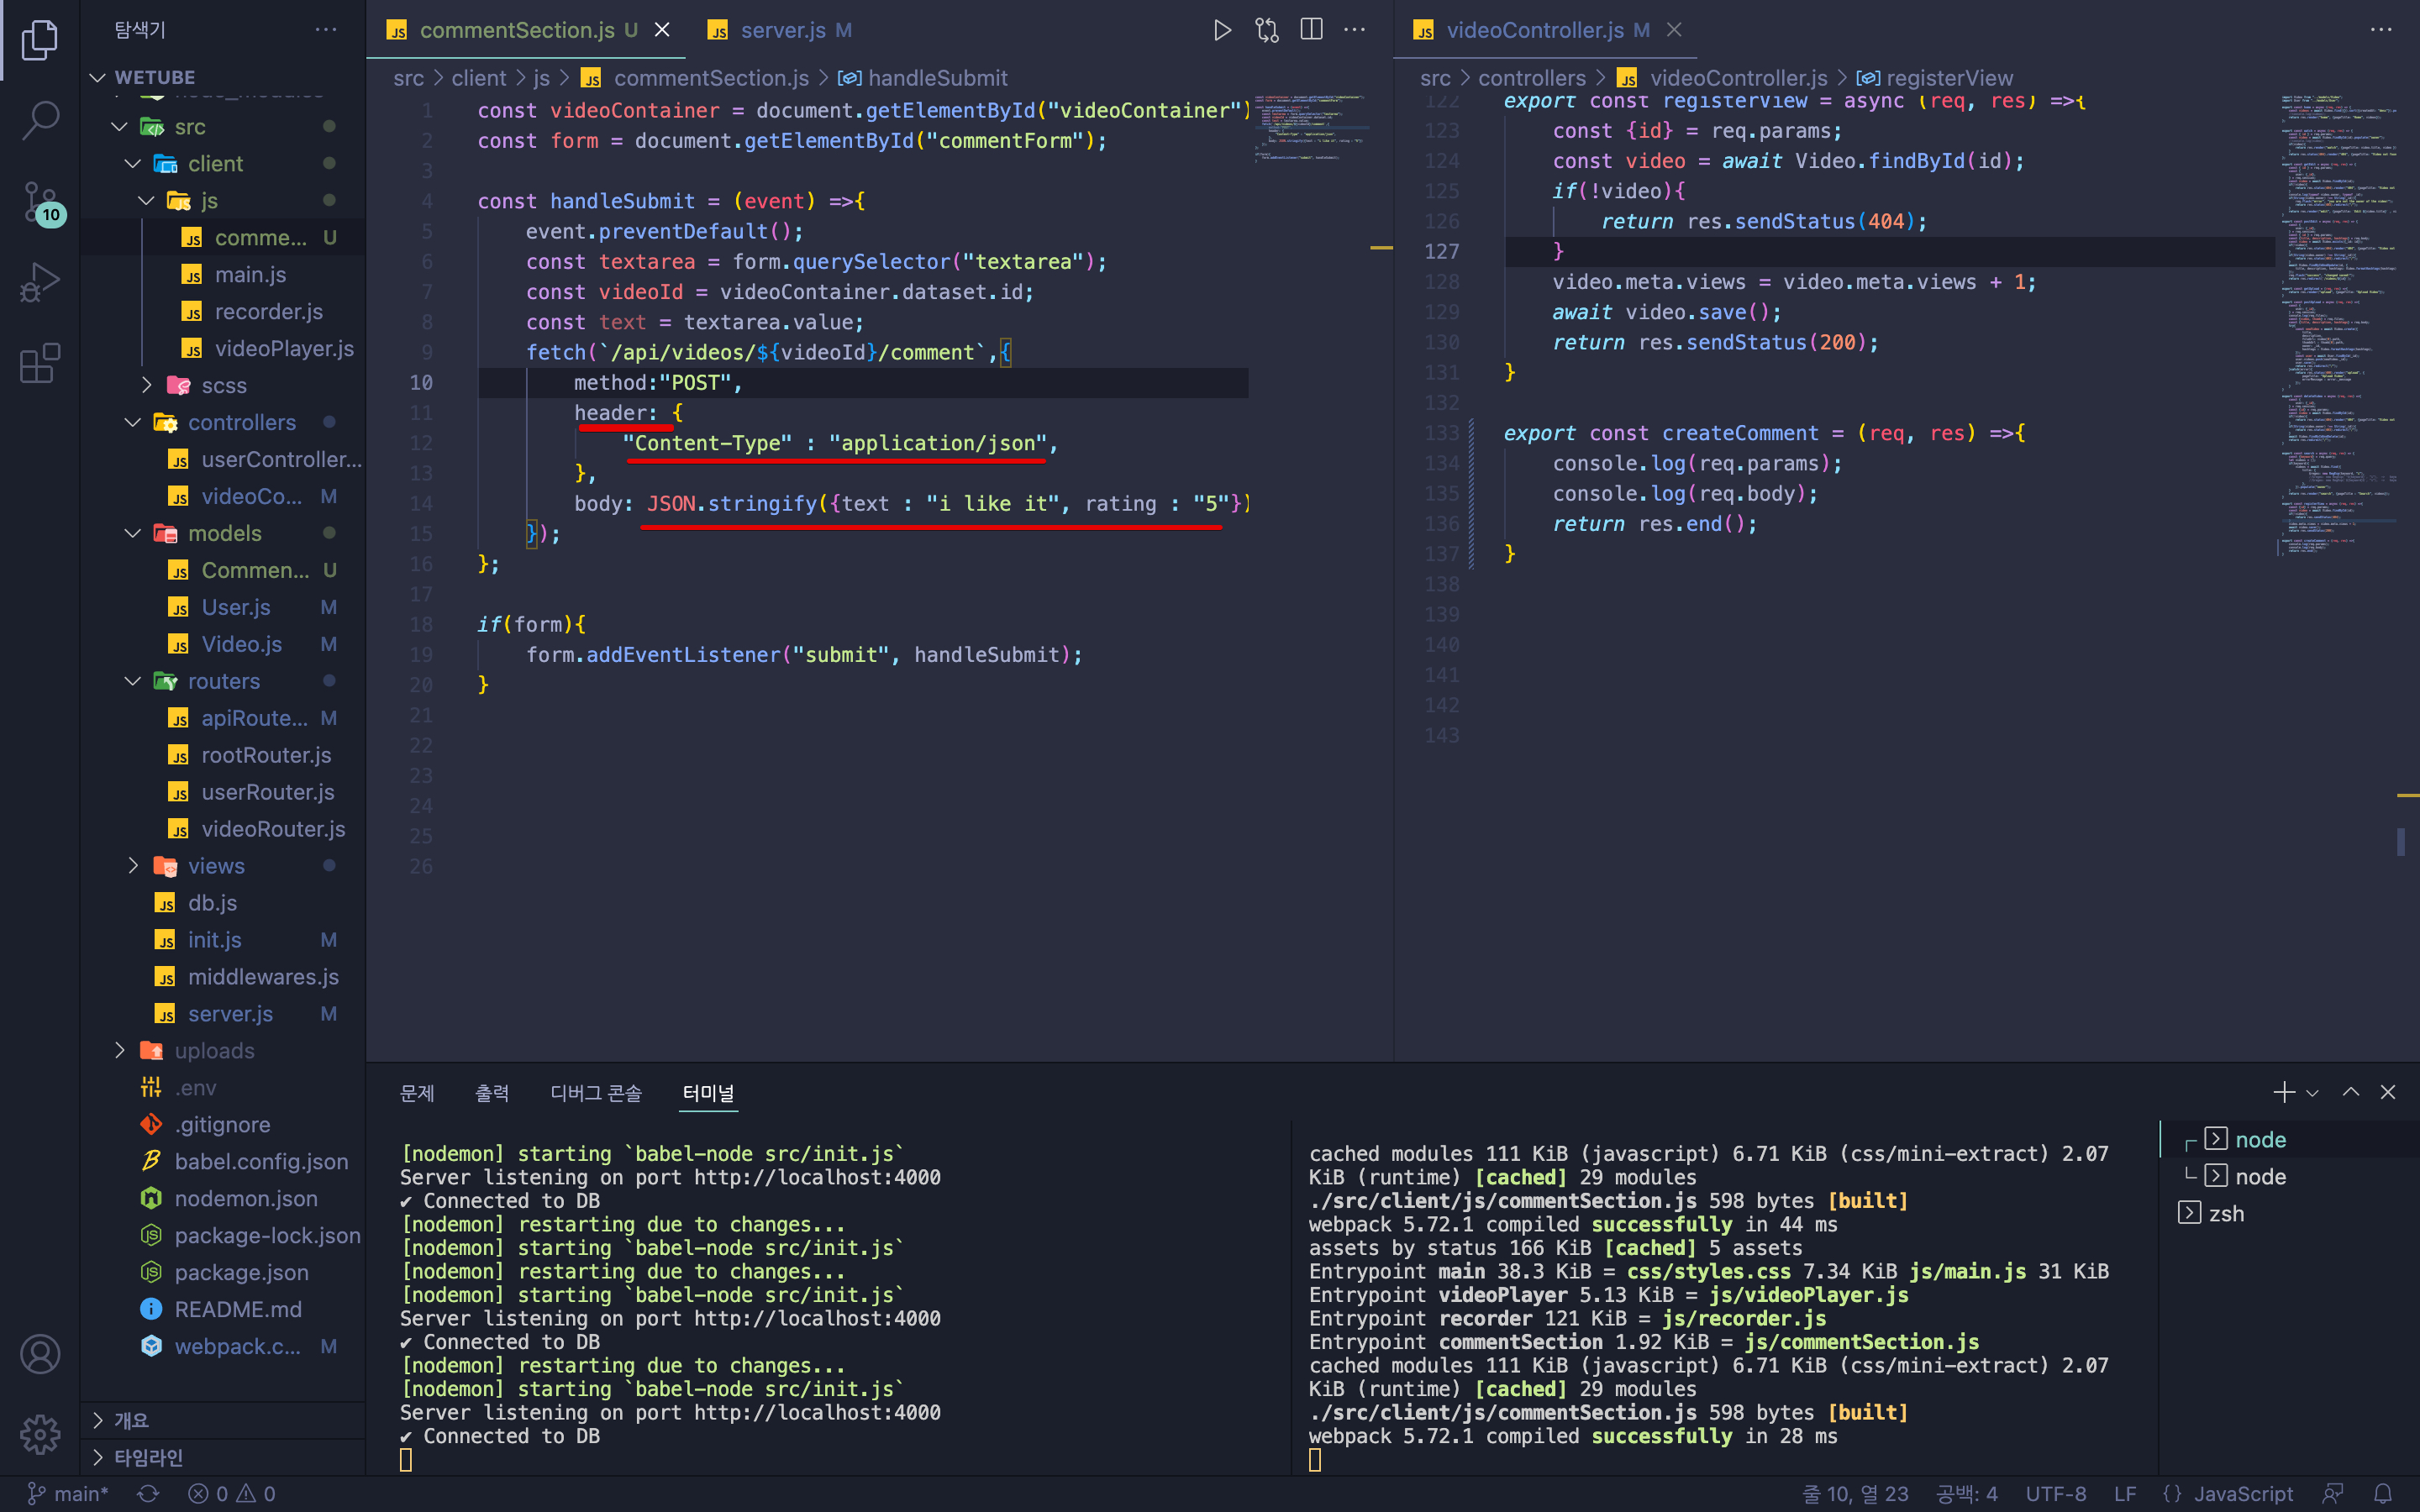 탐색기 ···
WETUBE
src
client
js
comme... U
main.js
recorder.js
videoPlayer.js
scss
controllers
userController...
videoCo... M
models
Commen... U
User.js M
Video.js M
routers
apiRoute... M
rootRouter.js
userRouter.js
videoRouter.js
views
db.js
init.js M
middlewares.js
server.js M
uploads
.env
.gitignore
babel.config.json
nodemon.json
package-lock.json
package.json
README.md
webpack.c... M
개요
타임라인
10
JS commentSection.js U
JS server.js M
src > client > js > JS commentSection.js > handleSubmit
1 const videoContainer = document.getElementById("videoContainer")
2 const form = document.getElementById("commentForm");
3
4 const handleSubmit = (event) =>{
5 event.preventDefault();
6 const textarea = form.querySelector("textarea");
7 const videoId = videoContainer.dataset.id;
8 const text = textarea.value;
9 fetch(`/api/videos/${videoId}/comment`,{
10 method:"POST",
11 header: {
12 "Content-Type" : "application/json",
13 },
14 body: JSON.stringify({text : "i like it", rating : "5"})
15 });
16 };
17
18 if(form){
19 form.addEventListener("submit", handleSubmit);
20 }
21
22
23
24
25
26
JS videoController.js M
src > controllers > JS videoController.js > registerView
122 export const registerView = async (req, res) =>{
123 const {id} = req.params;
124 const video = await Video.findById(id);
125 if(!video){
126 return res.sendStatus(404);
127 }
128 video.meta.views = video.meta.views + 1;
129 await video.save();
130 return res.sendStatus(200);
131 }
132
133 export const createComment = (req, res) =>{
134 console.log(req.params);
135 console.log(req.body);
136 return res.end();
137 }
138
139
140
141
142
143
문제 출력 디버그 콘솔 터미널
[nodemon] starting `babel-node src/init.js`
Server listening on port http://localhost:4000
✔ Connected to DB
[nodemon] restarting due to changes...
[nodemon] starting `babel-node src/init.js`
[nodemon] restarting due to changes...
[nodemon] starting `babel-node src/init.js`
Server listening on port http://localhost:4000
✔ Connected to DB
[nodemon] restarting due to changes...
[nodemon] starting `babel-node src/init.js`
Server listening on port http://localhost:4000
✔ Connected to DB
cached modules 111 KiB (javascript) 6.71 KiB (css/mini-extract) 2.07
KiB (runtime) [cached] 29 modules
./src/client/js/commentSection.js 598 bytes [built]
webpack 5.72.1 compiled successfully in 44 ms
assets by status 166 KiB [cached] 5 assets
Entrypoint main 38.3 KiB = css/styles.css 7.34 KiB js/main.js 31 KiB
Entrypoint videoPlayer 5.13 KiB = js/videoPlayer.js
Entrypoint recorder 121 KiB = js/recorder.js
Entrypoint commentSection 1.92 KiB = js/commentSection.js
cached modules 111 KiB (javascript) 6.71 KiB (css/mini-extract) 2.07
KiB (runtime) [cached] 29 modules
./src/client/js/commentSection.js 598 bytes [built]
webpack 5.72.1 compiled successfully in 28 ms
node
node
zsh
main* 0 0
줄 10, 열 23 공백: 4 UTF-8 LF {} JavaScript